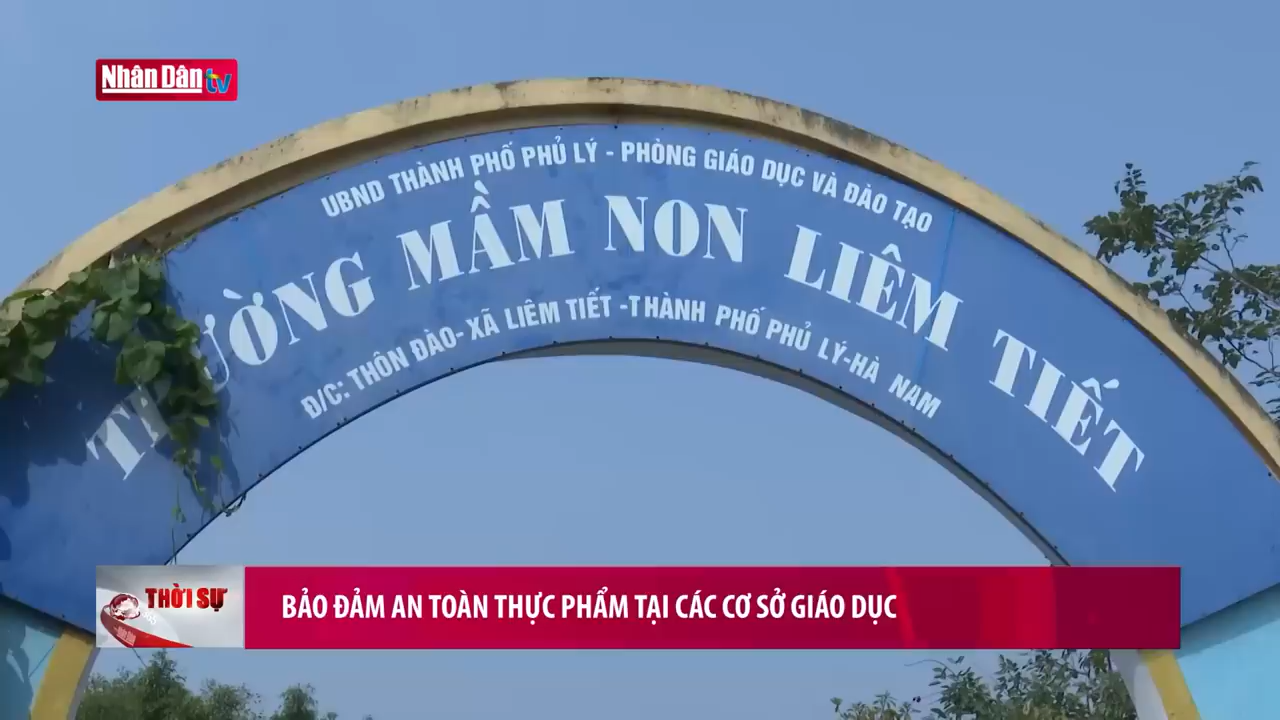 Nhân Dân tv
UBND THÀNH PHỐ PHỦ LÝ - PHÒNG GIÁO DỤC VÀ ĐÀO TẠO
TRƯỜNG MẦM NON LIÊM TIẾT
Đ/C: THÔN ĐÀO- XÃ LIÊM TIẾT -THÀNH PHỐ PHỦ LÝ-HÀ NAM
THỜI SỰ
365
BẢO ĐẢM AN TOÀN THỰC PHẨM TẠI CÁC CƠ SỞ GIÁO DỤC